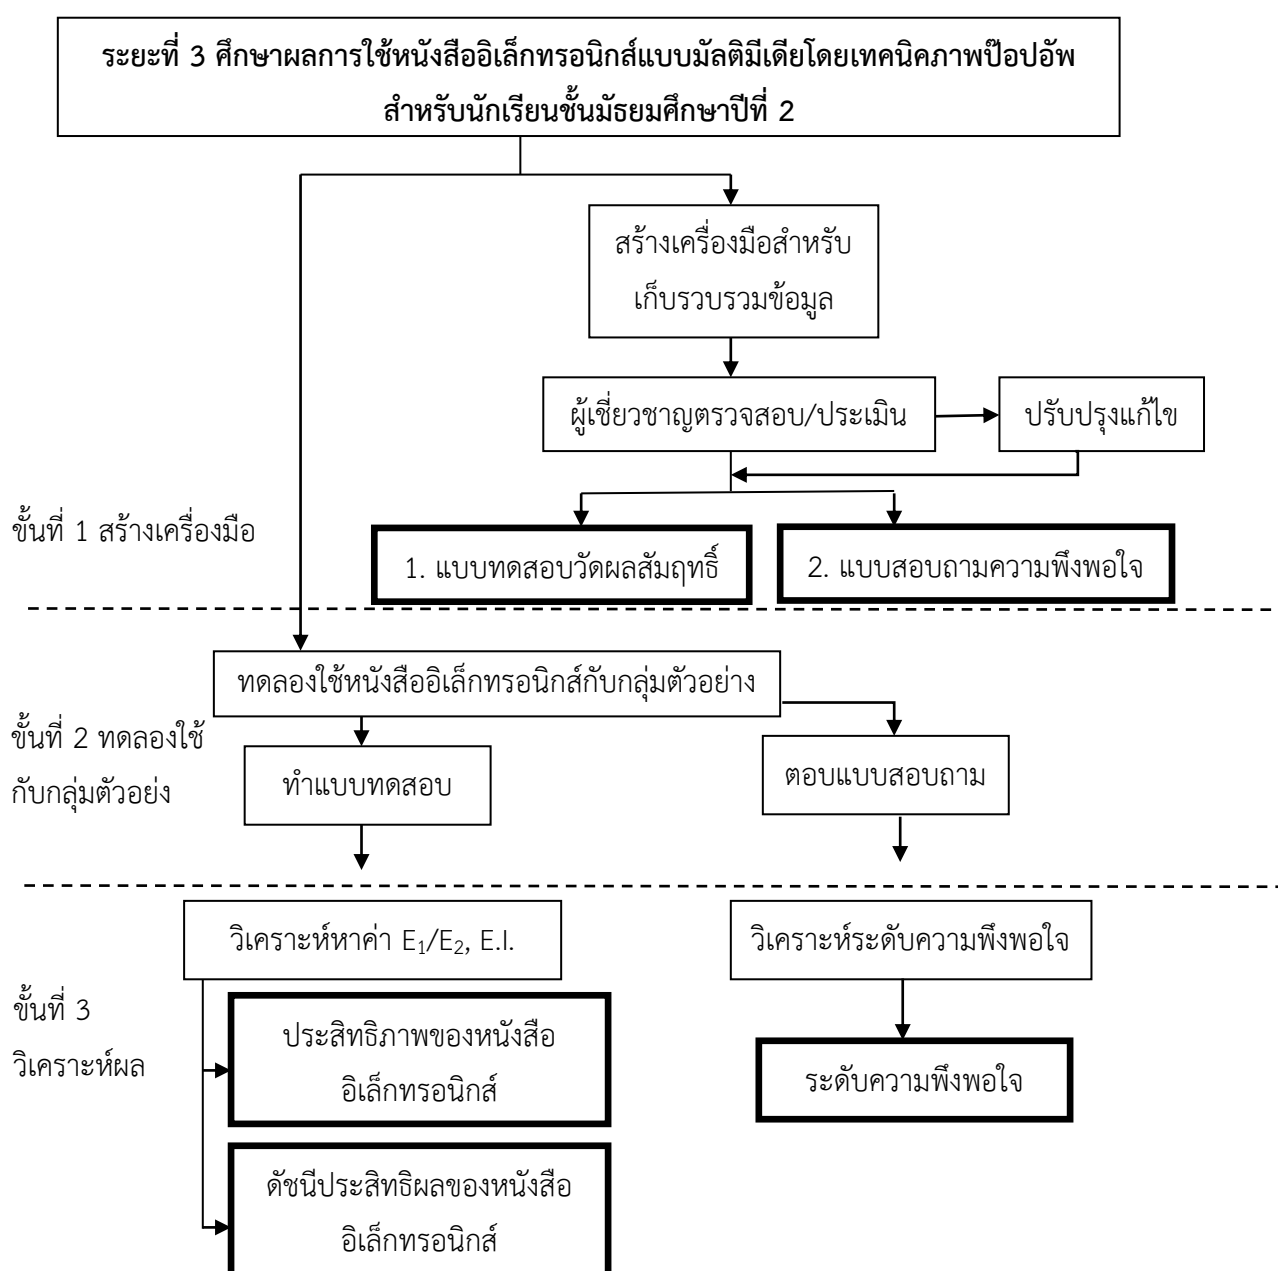 ระยะที่ 3 ศึกษาผลการใช้หนังสืออิเล็กทรอนิกส์แบบมัลติมีเดียโดยเทคนิคภาพป๊อปอัพ
สำหรับนักเรียนชั้นมัธยมศึกษาปีที่ 2
สร้างเครื่องมือสำหรับ
เก็บรวบรวมข้อมูล
ผู้เชี่ยวชาญตรวจสอบ/ประเมิน
ปรับปรุงแก้ไข
ขั้นที่ 1 สร้างเครื่องมือ
1. แบบทดสอบวัดผลสัมฤทธิ์
2. แบบสอบถามความพึงพอใจ
ทดลองใช้หนังสืออิเล็กทรอนิกส์กับกลุ่มตัวอย่าง
ขั้นที่ 2 ทดลองใช้
กับกลุ่มตัวอย่ง
ทำแบบทดสอบ
ตอบแบบสอบถาม
วิเคราะห์หาค่า E₁/E₂, E.I.
วิเคราะห์ระดับความพึงพอใจ
ขั้นที่ 3
วิเคราะห์ผล
ประสิทธิภาพของหนังสือ
อิเล็กทรอนิกส์
ระดับความพึงพอใจ
ดัชนีประสิทธิผลของหนังสือ
อิเล็กทรอนิกส์